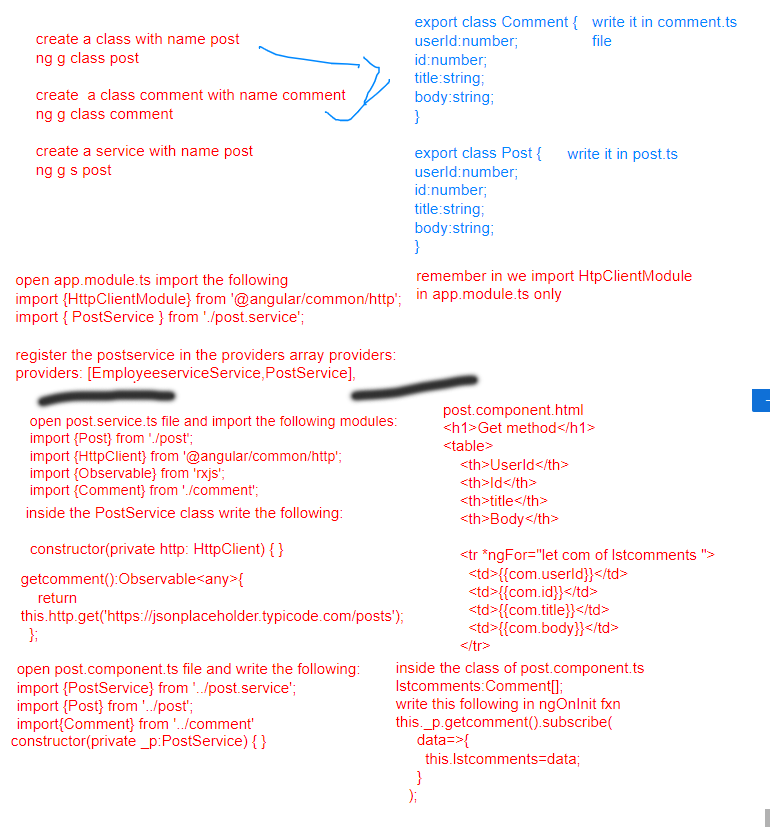 create a class with name post
ng g class post
create  a class comment with name comment
ng g class comment
create a service with name post
ng g s post
export class Comment {
write it in comment.ts
file
userId:number;
id:number;
title:string;
body:string;
}
export class Post {
write it in post.ts
userId:number;
id:number;
title:string;
body:string;
}
open app.module.ts import the following
import {HttpClientModule} from '@angular/common/http';
import { PostService } from './post.service';
remember in we import HtpClientModule
in app.module.ts only
register the postservice in the providers array providers:
providers: [EmployeeserviceService,PostService],
open post.service.ts file and import the following modules:
import {Post} from './post';
import {HttpClient} from '@angular/common/http';
import {Observable} from 'rxjs';
import {Comment} from './comment';
inside the PostService class write the following:
constructor(private http: HttpClient) { }
getcomment():Observable<any>{
return
this.http.get('https://jsonplaceholder.typicode.com/posts');
};
post.component.html
<h1>Get method</h1>
<table>
<th>UserId</th>
<th>Id</th>
<th>title</th>
<th>Body</th>
<tr *ngFor="let com of lstcomments ">
<td>{{com.userId}}</td>
<td>{{com.id}}</td>
<td>{{com.title}}</td>
<td>{{com.body}}</td>
</tr>
open post.component.ts file and write the following:
import {PostService} from '../post.service';
import {Post} from '../post';
import{Comment} from '../comment'
constructor(private _p:PostService) { }
inside the class of post.component.ts
lstcomments:Comment[];
write this following in ngOnInit fxn
this._p.getcomment().subscribe(
data=>{
this.lstcomments=data;
}
);